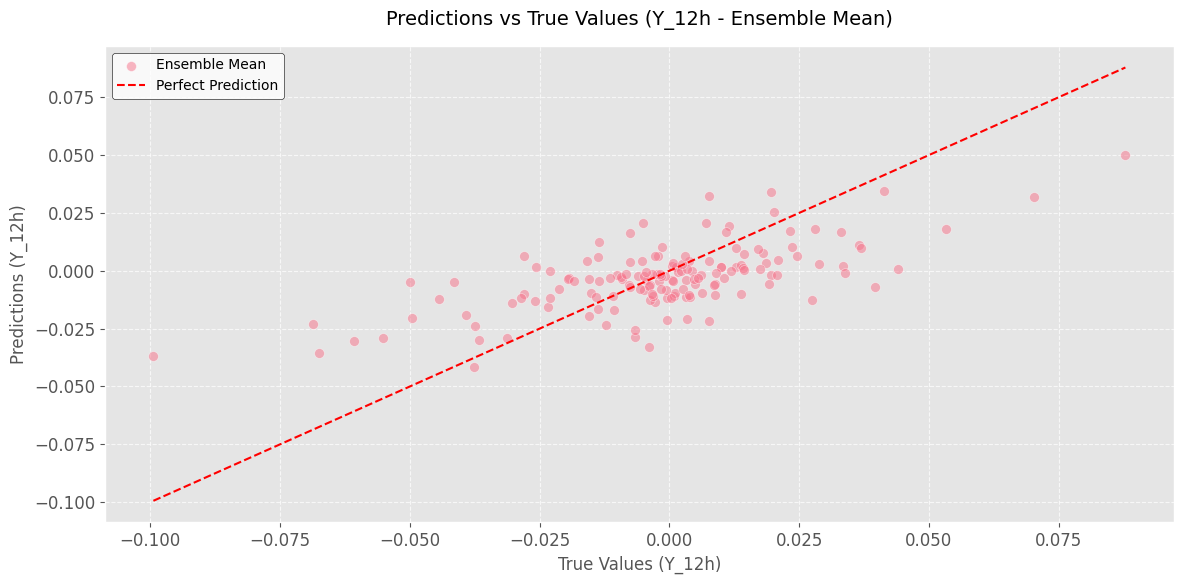 Predictions vs True Values (Y_12h - Ensemble Mean)
Ensemble Mean
Perfect Prediction
0.075
0.050
0.025
0.000
−0.025
−0.050
−0.075
−0.100
Predictions (Y_12h)
−0.100 −0.075 −0.050 −0.025 0.000 0.025 0.050 0.075
True Values (Y_12h)